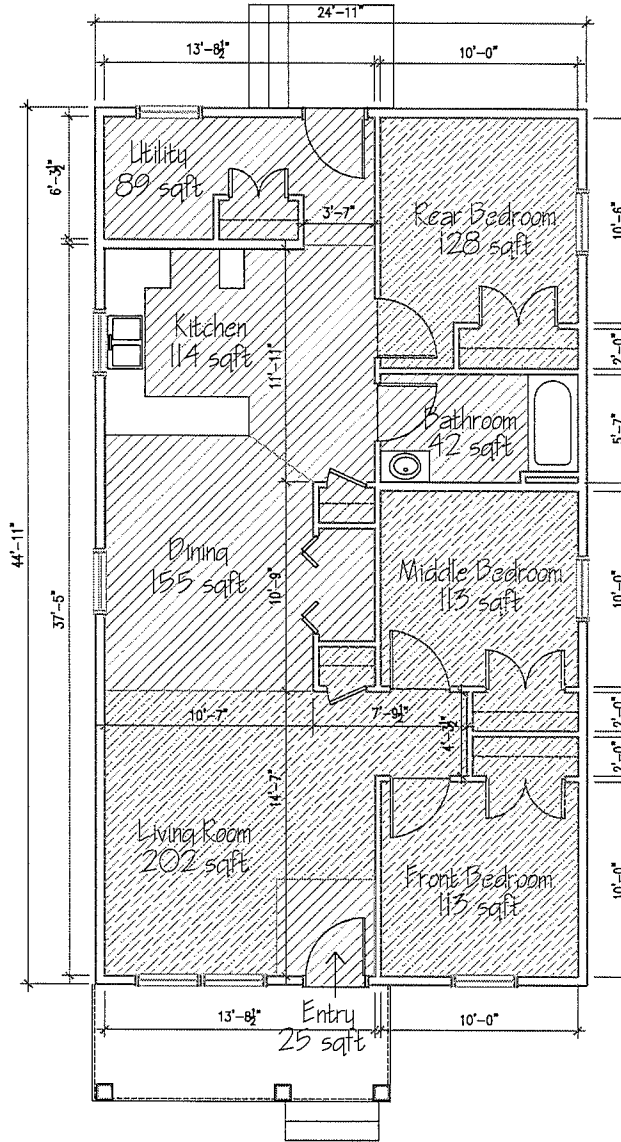 24'-11"
13'-8½"
10'-0"
Utility
89 sqft
6'-3½"
3'-7"
Rear Bedroom
128 sqft
10'-6"
Kitchen
114 sqft
11'-11"
2'-0"
Bathroom
42 sqft
5'-7"
44'-11"
37'-5"
Dining
155 sqft
10'-9"
Middle Bedroom
113 sqft
10'-0"
10'-7"
7'-9½"
4'-3½"
2'-0"
2'-0"
14'-7"
Living Room
202 sqft
Front Bedroom
113 sqft
10'-0"
13'-8½"
Entry
25 sqft
10'-0"